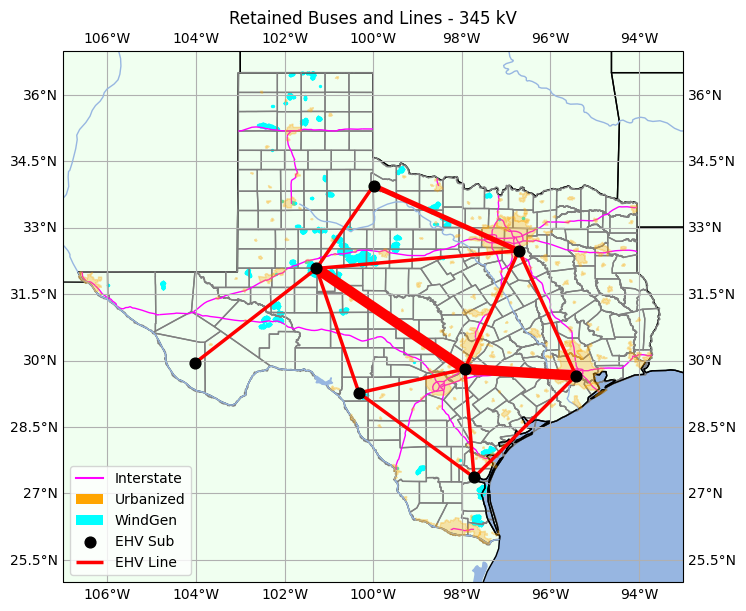 Retained Buses and Lines - 345 kV
106°W 104°W 102°W 100°W 98°W 96°W 94°W
36°N 36°N
34.5°N 34.5°N
33°N 33°N
31.5°N 31.5°N
30°N 30°N
28.5°N 28.5°N
27°N 27°N
25.5°N 25.5°N
Interstate
Urbanized
WindGen
EHV Sub
EHV Line
106°W 104°W 102°W 100°W 98°W 96°W 94°W